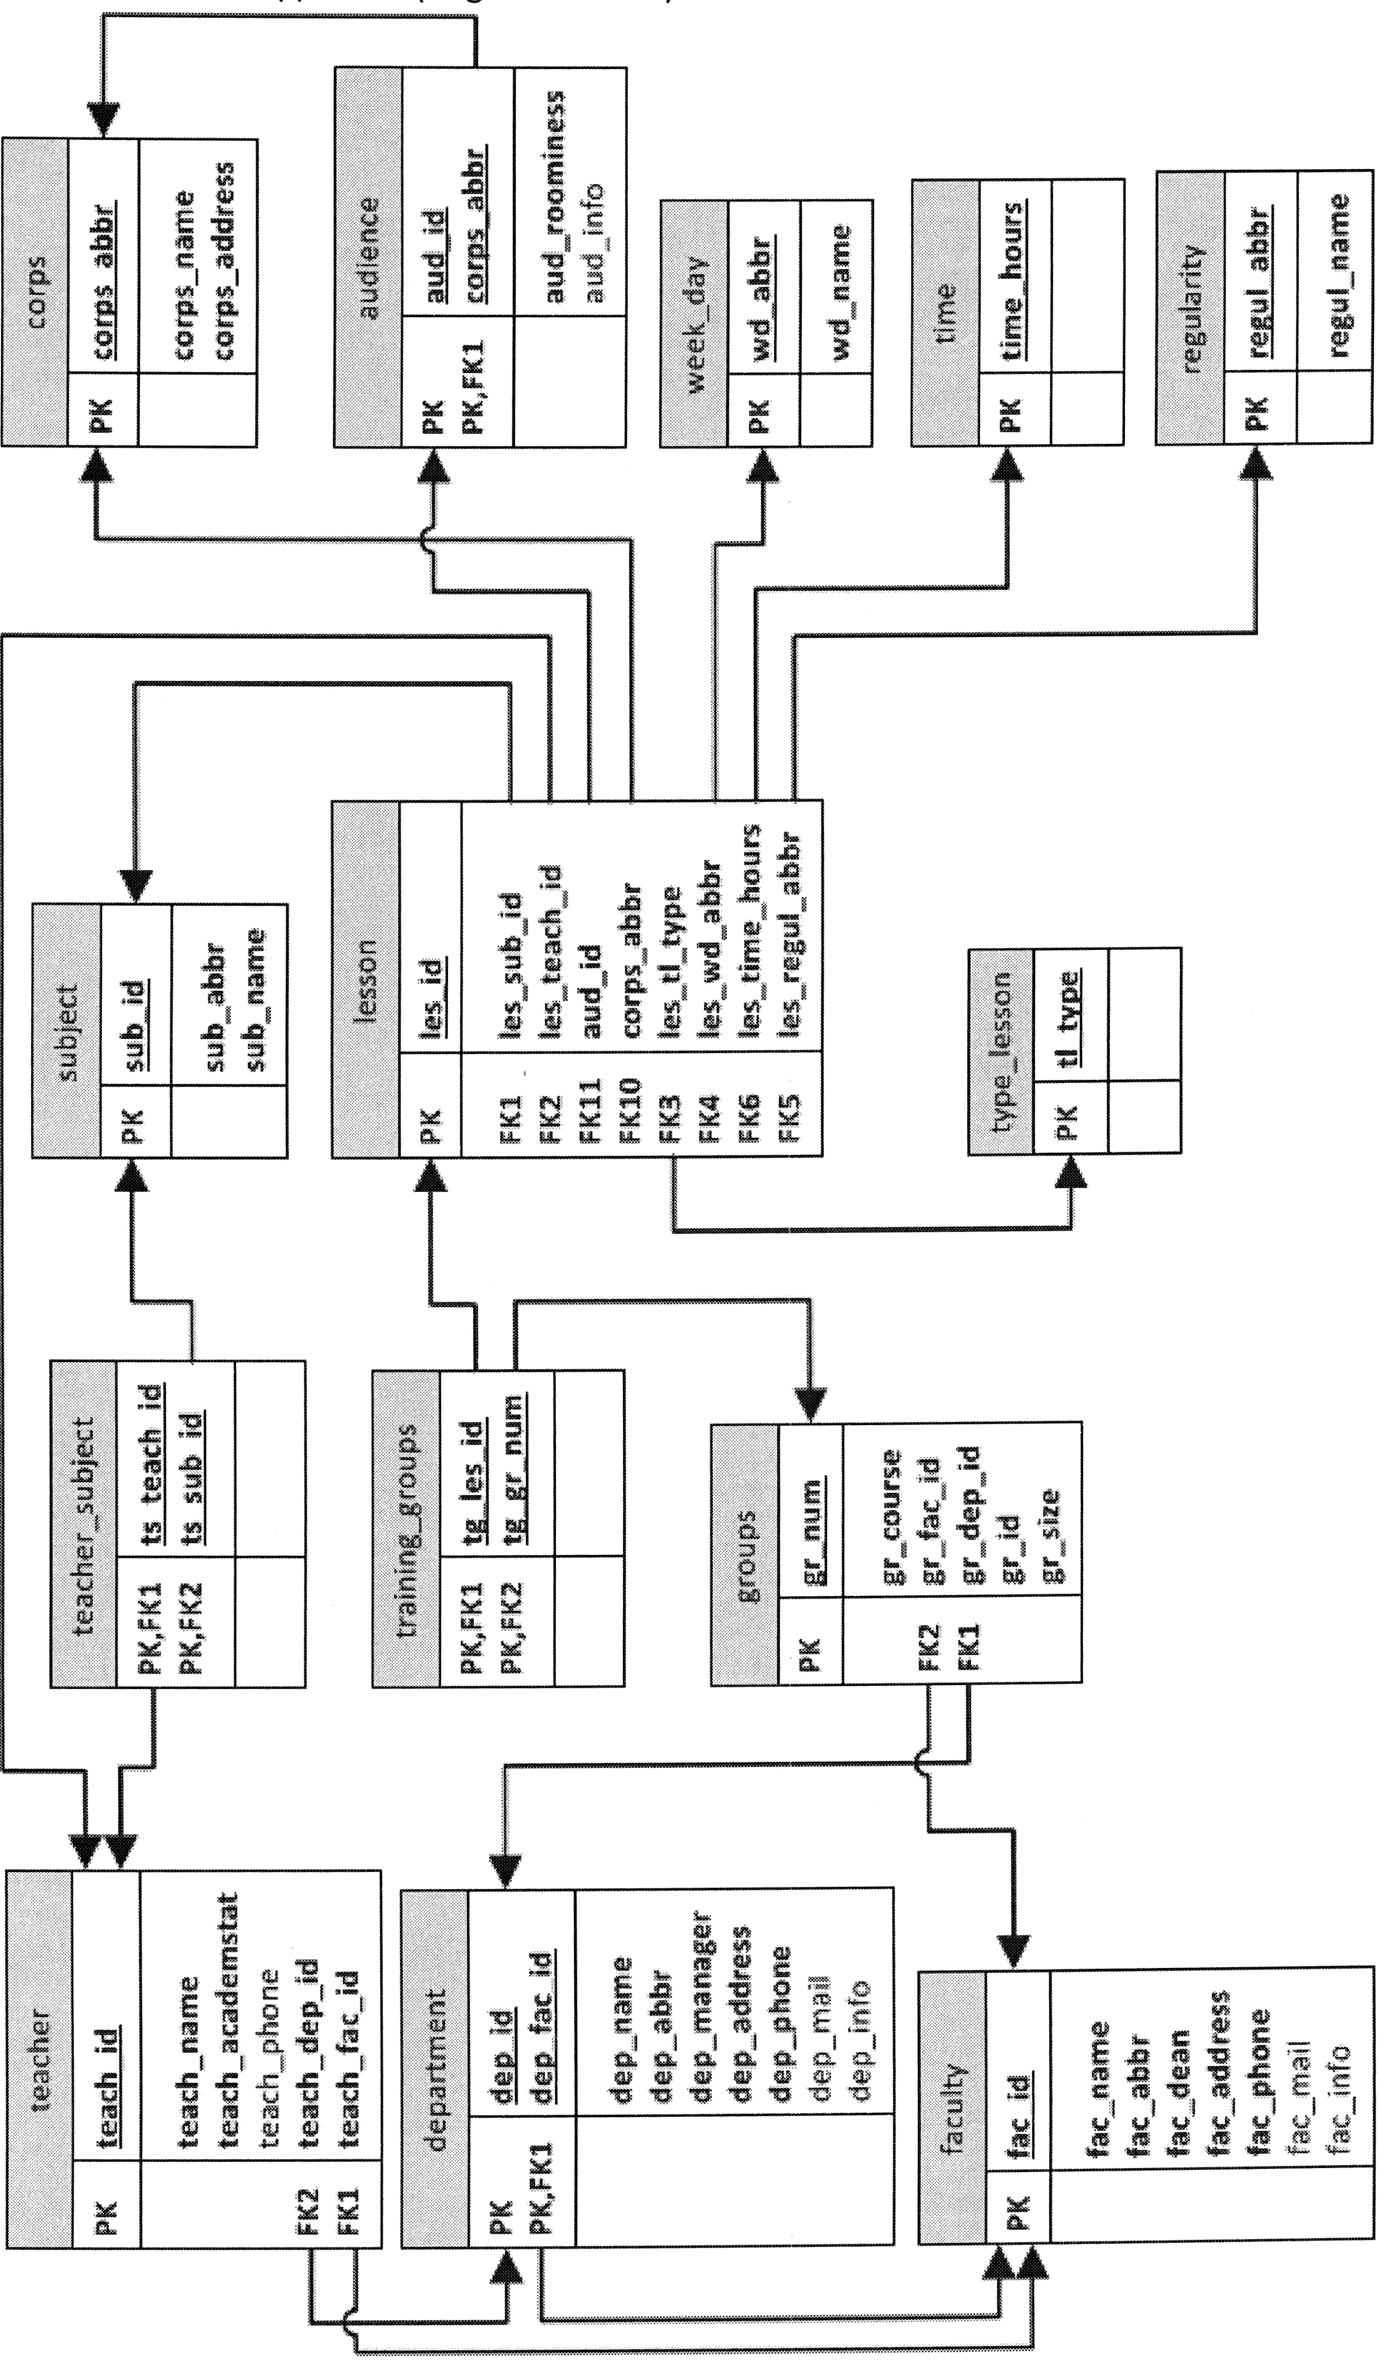 teacher
PK teach_id
teach_name
teach_academstat
teach_phone
FK2 teach_dep_id
FK1 teach_fac_id
teacher_subject
PK,FK1 ts_teach_id
PK,FK2 ts_sub_id
subject
PK sub_id
sub_abbr
sub_name
corps
PK corps_abbr
corps_name
corps_address
department
PK dep_id
PK,FK1 dep_fac_id
dep_name
dep_abbr
dep_manager
dep_address
dep_phone
dep_mail
dep_info
training_groups
PK,FK1 tg_les_id
PK,FK2 tg_gr_num
lesson
PK les_id
FK1 les_sub_id
FK2 les_teach_id
FK11 aud_id
FK10 corps_abbr
FK3 les_tl_type
FK4 les_wd_abbr
FK6 les_time_hours
FK5 les_regul_abbr
audience
PK aud_id
PK,FK1 corps_abbr
aud_roominess
aud_info
week_day
PK wd_abbr
wd_name
groups
PK gr_num
gr_course
FK2 gr_fac_id
FK1 gr_dep_id
gr_id
gr_size
time
PK time_hours
faculty
PK fac_id
fac_name
fac_abbr
fac_dean
fac_address
fac_phone
fac_mail
fac_info
type_lesson
PK tl_type
regularity
PK regul_abbr
regul_name